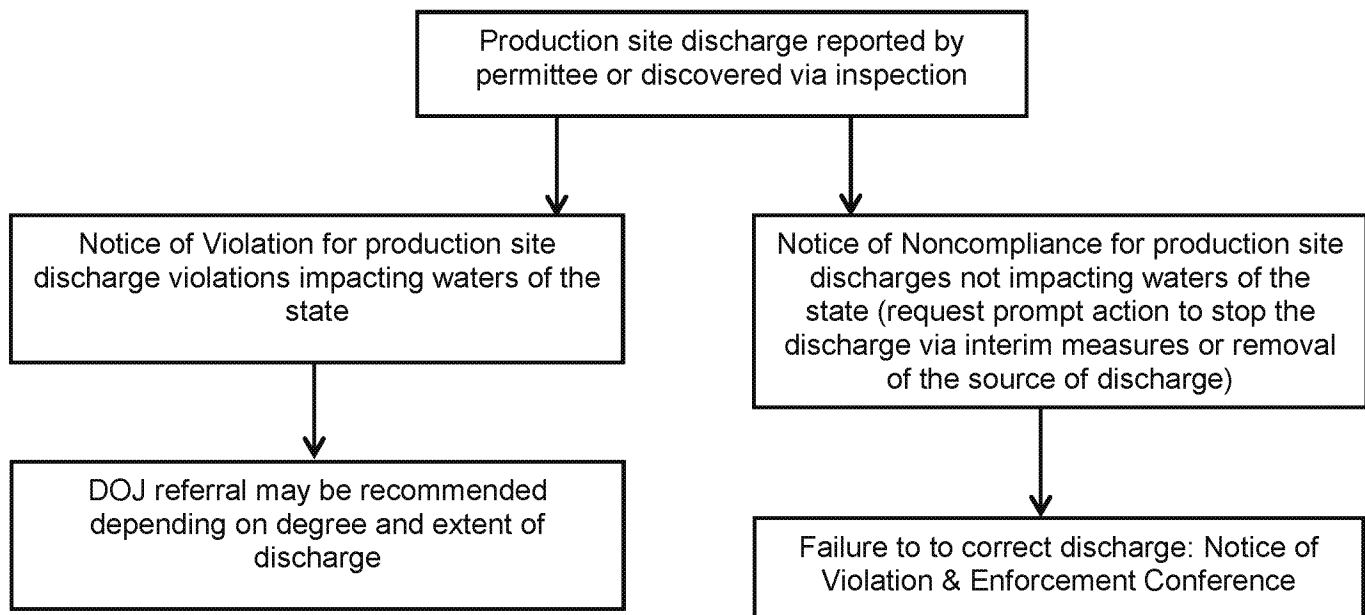 Production site discharge reported by
permittee or discovered via inspection
Notice of Violation for production site
discharge violations impacting waters of the
state
Notice of Noncompliance for production site
discharges not impacting waters of the
state (request prompt action to stop the
discharge via interim measures or removal
of the source of discharge)
DOJ referral may be recommended
depending on degree and extent of
discharge
Failure to to correct discharge: Notice of
Violation & Enforcement Conference